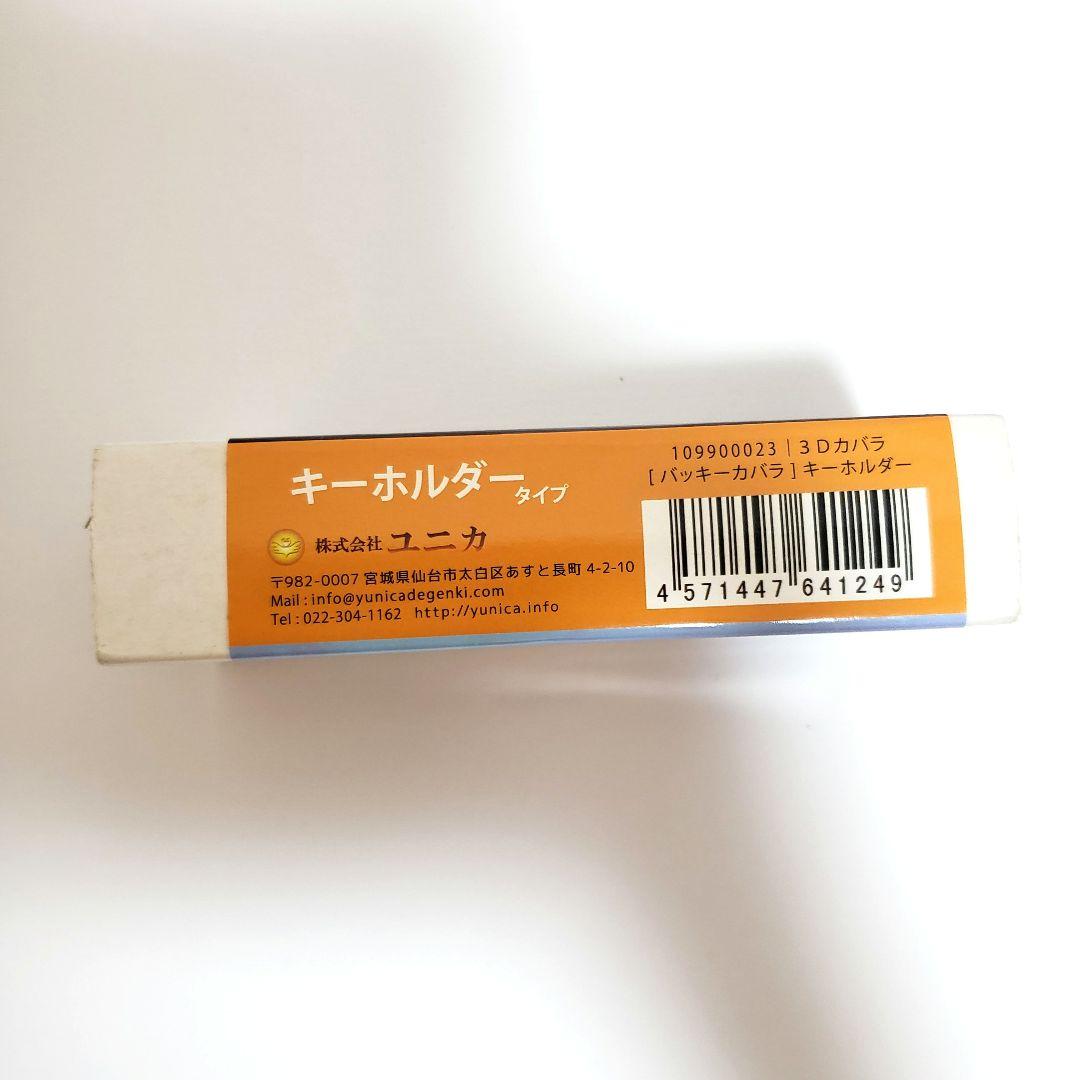 キーホルダータイプ
株式会社 ユニカ
〒982-0007 宮城県仙台市太白区あすと長町 4-2-10
Mail : info@yunicadegenki.com
Tel : 022-304-1162 http://yunica.info
109900023 | 3Dカバラ
[ バッキーカバラ ] キーホルダー
4 571447 641249